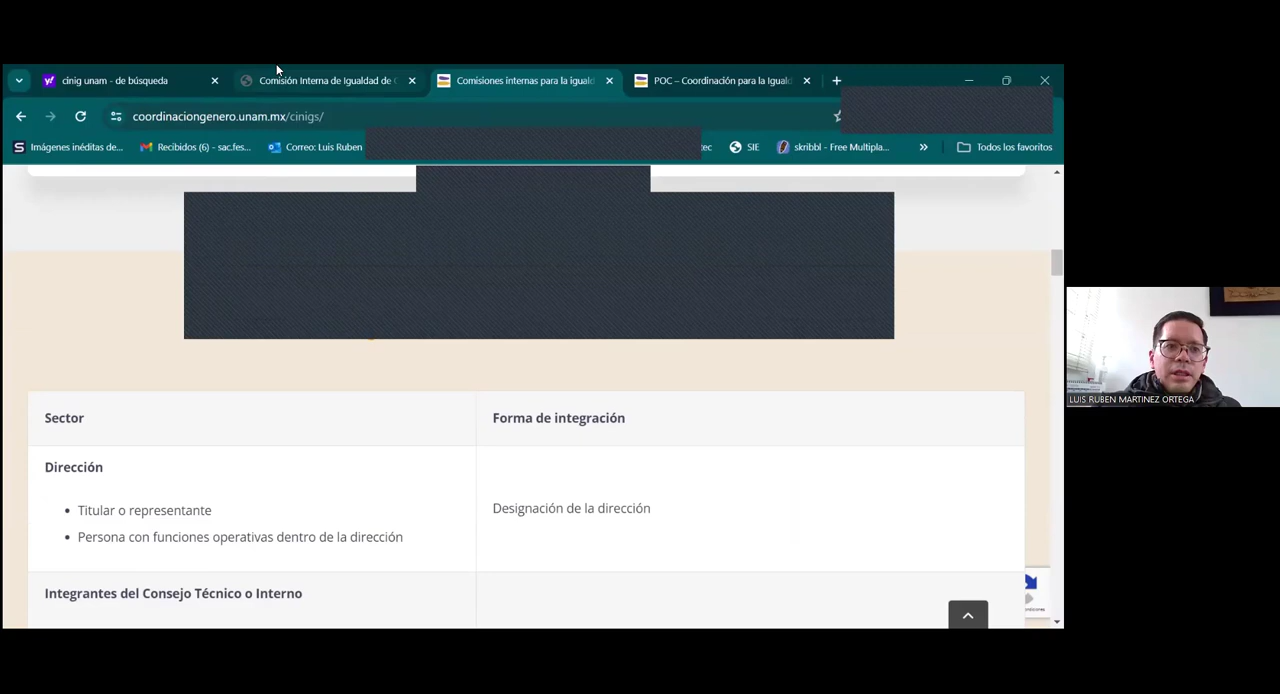 cinig unam - de búsqueda
Comisión Interna de Igualdad de
Comisiones internas para la iguald
POC – Coordinación para la Iguald
coordinaciongenero.unam.mx/cinigs/
Imágenes inéditas de...
Recibidos (6) - sac.fes...
Correo: Luis Ruben
tec
SIE
skribbl - Free Multipla...
Todos los favoritos
Sector
Forma de integración
Dirección
Titular o representante
Persona con funciones operativas dentro de la dirección
Designación de la dirección
Integrantes del Consejo Técnico o Interno
LUIS RUBEN MARTINEZ ORTEGA